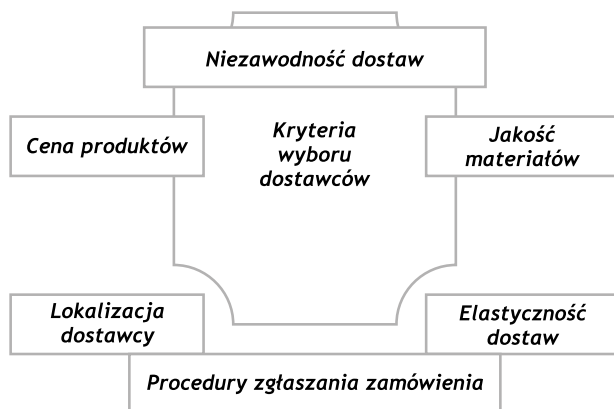 Niezawodność dostaw
Cena produktów
Kryteria
wyboru
dostawców
Jakość
materiałów
Lokalizacja
dostawcy
Elastyczność
dostaw
Procedury zgłaszania zamówienia